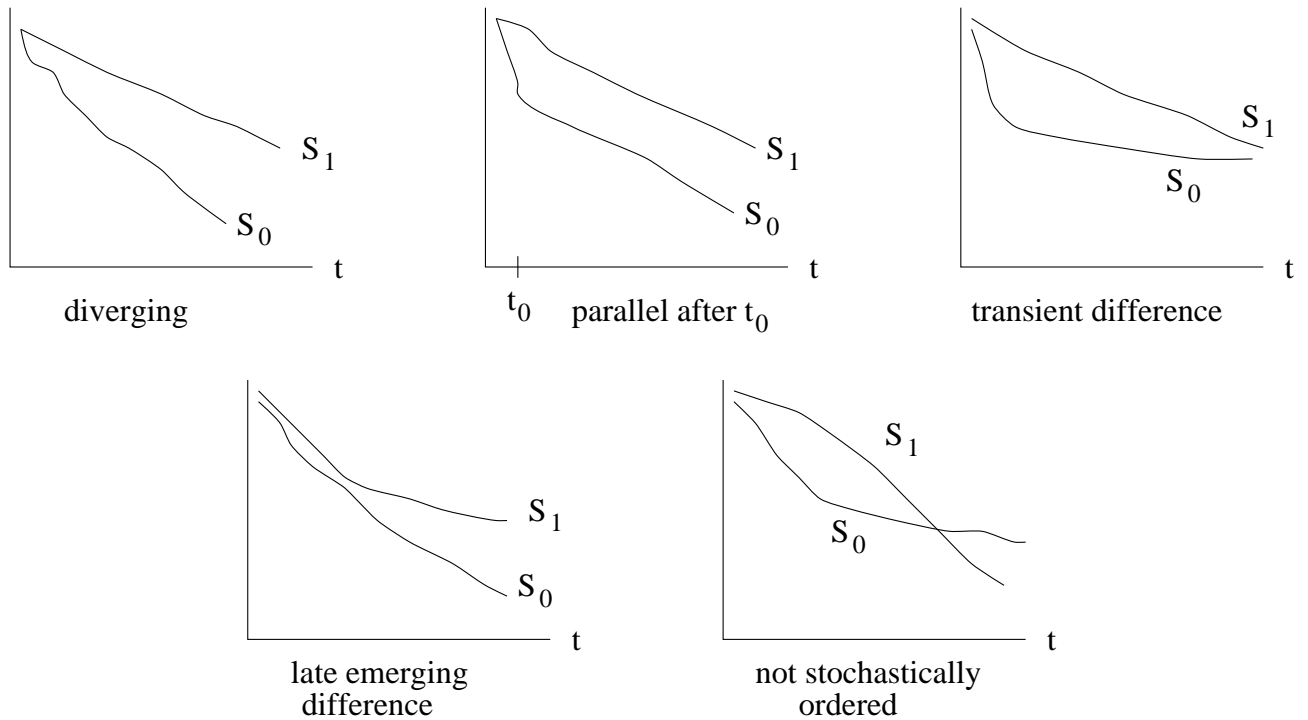 S1
S0
t
diverging
S1
S0
t
t0
parallel after t0
S1
S0
t
transient difference
S1
S0
t
late emerging
difference
S1
S0
t
not stochastically
ordered